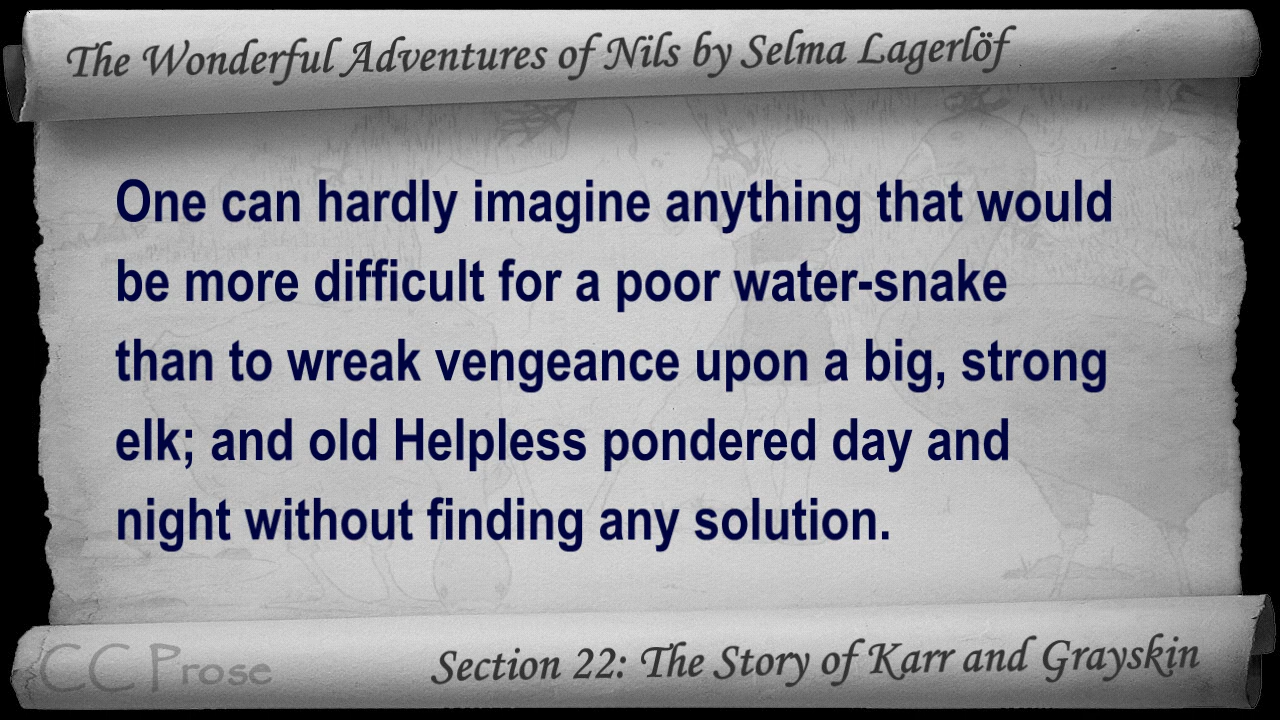 The Wonderful Adventures of Nils by Selma Lagerlöf
One can hardly imagine anything that would
be more difficult for a poor water-snake
than to wreak vengeance upon a big, strong
elk; and old Helpless pondered day and
night without finding any solution.
CC Prose
Section 22: The Story of Karr and Grayskin